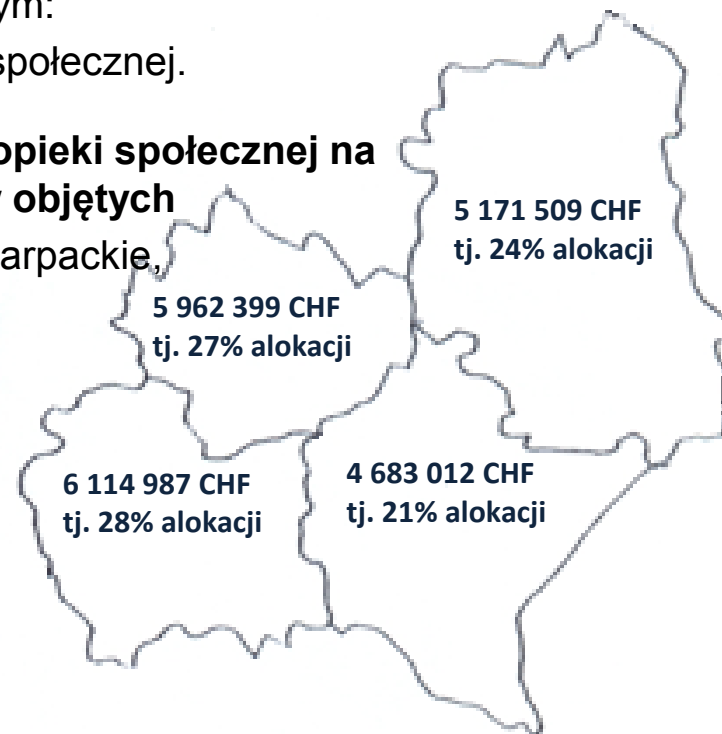 ym:
społecznej.
opieki społecznej na
objętych
arpackie,
5 171 509 CHF
tj. 24% alokacji
5 962 399 CHF
tj. 27% alokacji
6 114 987 CHF
tj. 28% alokacji
4 683 012 CHF
tj. 21% alokacji